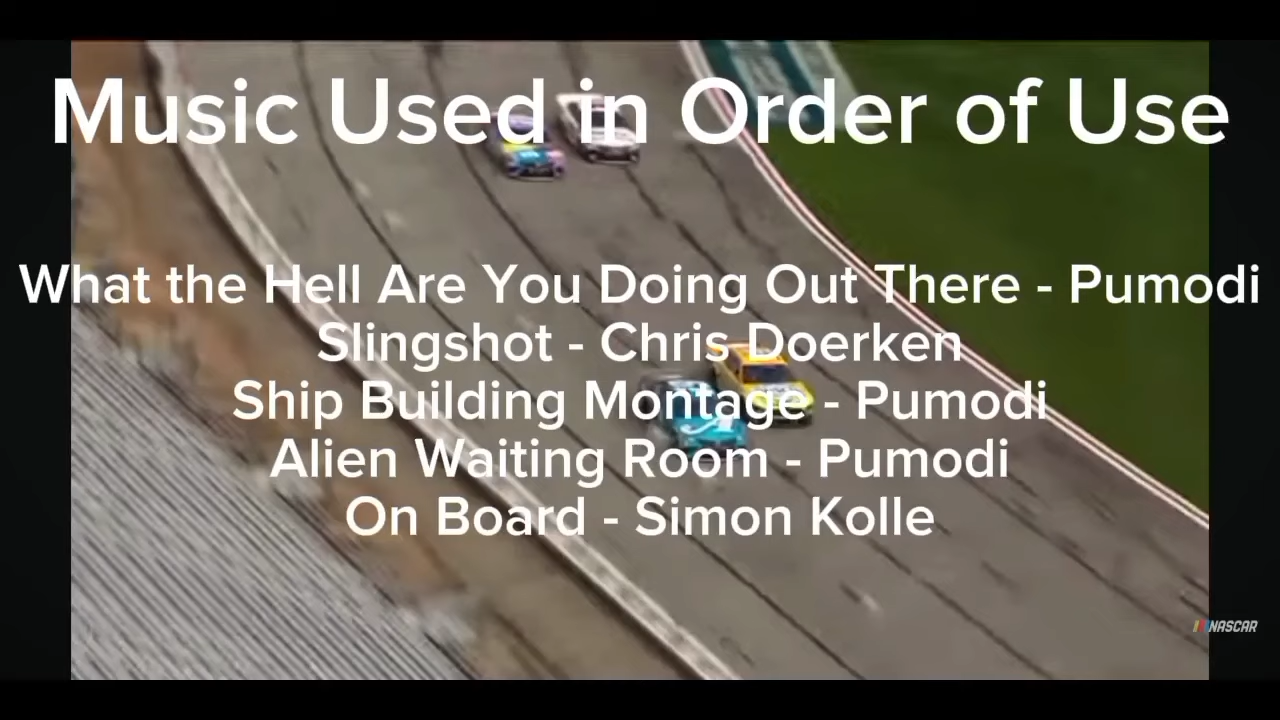 Music Used in Order of Use
What the Hell Are You Doing Out There - Pumodi
Slingshot - Chris Doerken
Ship Building Montage - Pumodi
Alien Waiting Room - Pumodi
On Board - Simon Kolle
NASCAR